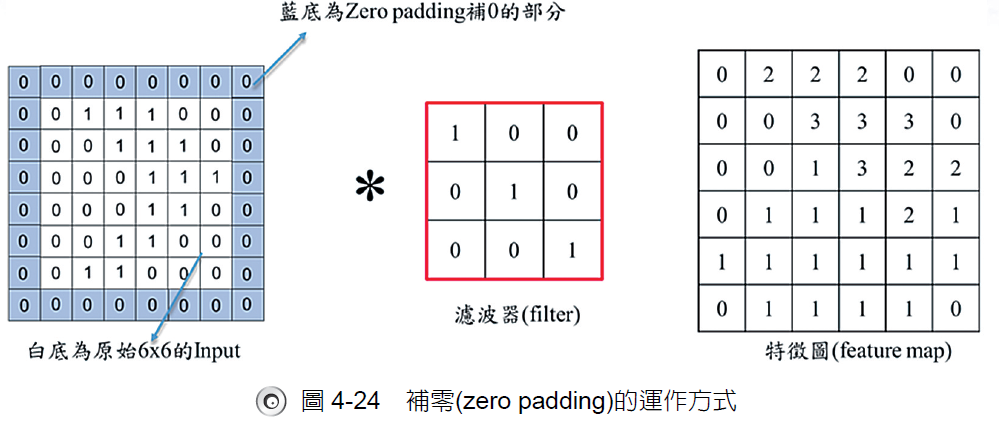 藍底為Zero padding補0的部分
0 0 0 0 0 0 0 0
0 0 1 1 1 0 0 0
0 0 0 1 1 1 0 0
0 0 0 0 1 1 1 0
0 0 0 0 1 1 0 0
0 0 0 1 1 0 0 0
0 0 1 1 0 0 0 0
0 0 0 0 0 0 0 0
白底為原始6x6的Input
*
1 0 0
0 1 0
0 0 1
濾波器(filter)
0 2 2 2 0 0
0 0 3 3 3 0
0 0 1 3 2 2
0 1 1 1 2 1
1 1 1 1 1 1
0 1 1 1 1 0
特徵圖(feature map)
圖 4-24 補零(zero padding)的運作方式